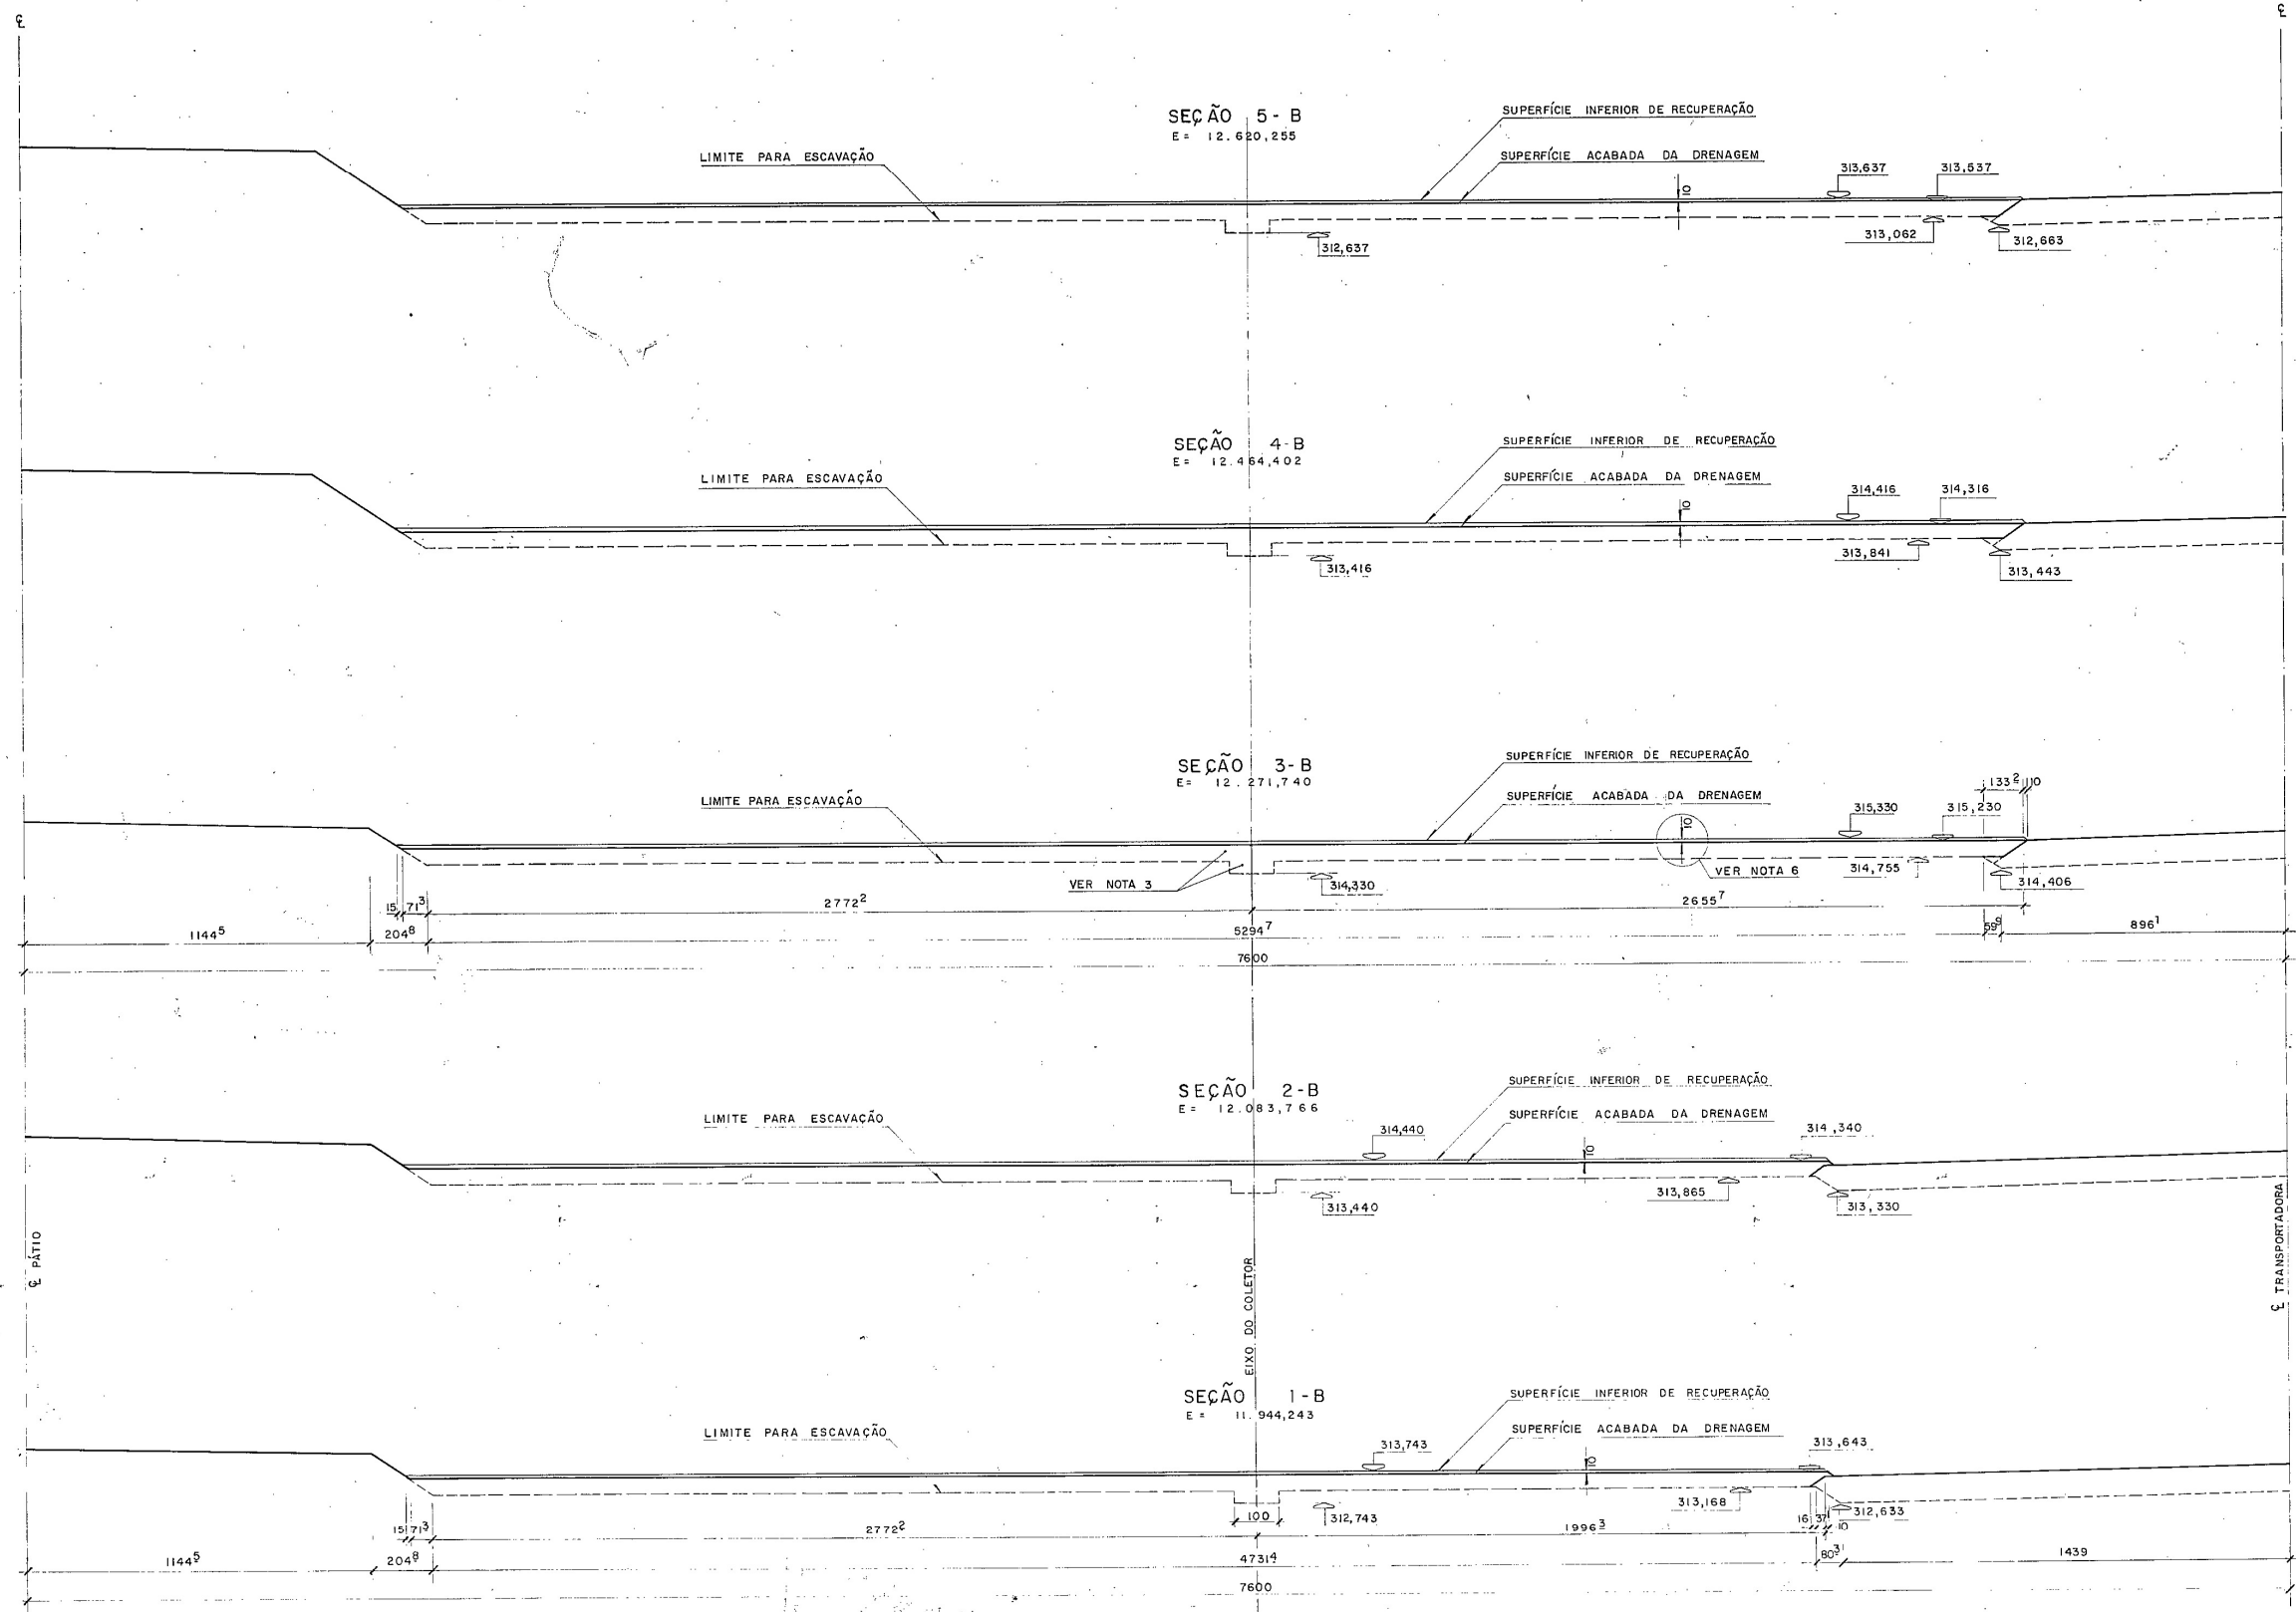 ℄
℄
SEÇÃO 5-B
E= 12.620,255
LIMITE PARA ESCAVAÇÃO
SUPERFÍCIE INFERIOR DE RECUPERAÇÃO
SUPERFÍCIE ACABADA DA DRENAGEM
10
313,637
313,537
312,637
313,062
312,663
SEÇÃO 4-B
E= 12.464,402
LIMITE PARA ESCAVAÇÃO
SUPERFÍCIE INFERIOR DE RECUPERAÇÃO
SUPERFÍCIE ACABADA DA DRENAGEM
10
314,416
314,316
313,416
313,841
313,443
SEÇÃO 3-B
E= 12.271,740
LIMITE PARA ESCAVAÇÃO
SUPERFÍCIE INFERIOR DE RECUPERAÇÃO
SUPERFÍCIE ACABADA DA DRENAGEM
10
133² 10
315,330
315,230
VER NOTA 3
314,330
VER NOTA 6
314,755
314,406
15 71³
2772²
2655⁷
1144⁵
204⁸
5294⁷
59⁹
896¹
7600
SEÇÃO 2-B
E= 12.083,766
LIMITE PARA ESCAVAÇÃO
SUPERFÍCIE INFERIOR DE RECUPERAÇÃO
SUPERFÍCIE ACABADA DA DRENAGEM
10
314,440
314,340
313,440
313,865
313,330
℄ PÁTIO
EIXO DO COLETOR
℄ TRANSPORTADORA
SEÇÃO 1-B
E= 11.944,243
LIMITE PARA ESCAVAÇÃO
SUPERFÍCIE INFERIOR DE RECUPERAÇÃO
SUPERFÍCIE ACABADA DA DRENAGEM
10
313,743
313,643
100
312,743
313,168
312,633
15 71³
2772²
1996³
16 37 10
1144⁵
204⁸
4731⁴
80³
1439
7600